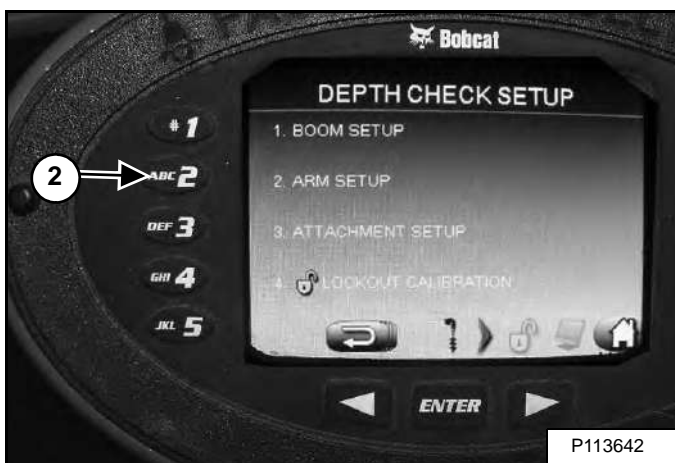 Bobcat
DEPTH CHECK SETUP
# 1
1. BOOM SETUP
2
ABC 2
2. ARM SETUP
DEF 3
3. ATTACHMENT SETUP
GHI 4
4. LOCKOUT CALIBRATION
JKL 5
ENTER
P113642